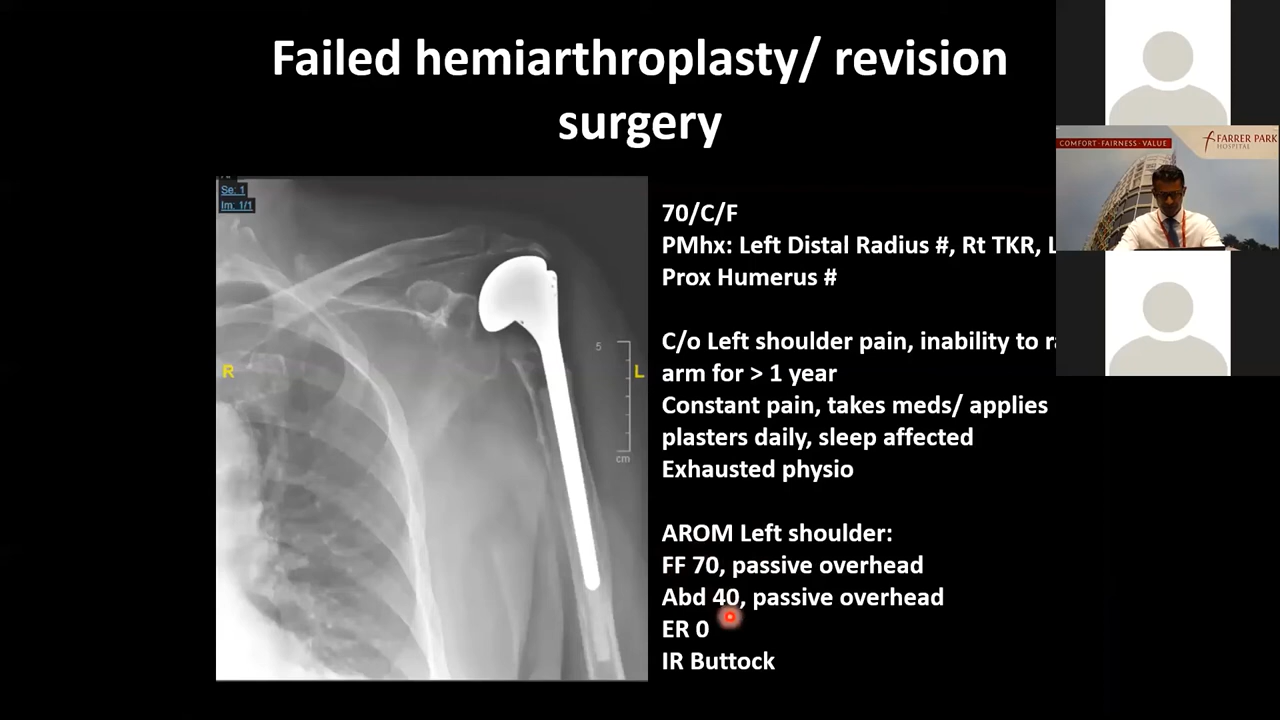 Failed hemiarthroplasty/ revision
surgery
Se: 1
Im: 1/1
R
5
L
cm
70/C/F
PMhx: Left Distal Radius #, Rt TKR, L
Prox Humerus #
C/o Left shoulder pain, inability to
arm for > 1 year
Constant pain, takes meds/ applies
plasters daily, sleep affected
Exhausted physio
AROM Left shoulder:
FF 70, passive overhead
Abd 40, passive overhead
ER 0
IR Buttock
COMFORT · FAIRNESS · VALUE
FARRER PARK
HOSPITAL